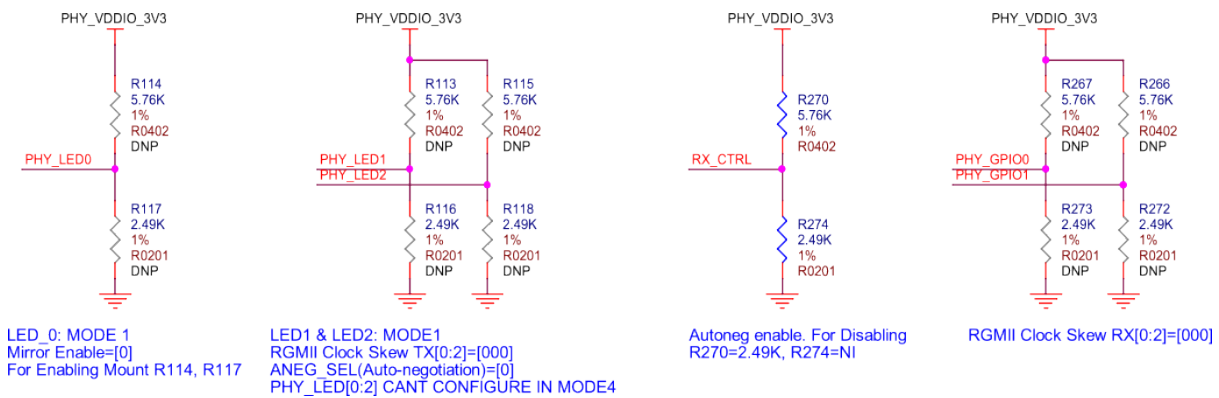 PHY_VDDIO_3V3
R114
5.76K
1%
R0402
DNP
PHY_LED0
R117
2.49K
1%
R0201
DNP
LED_0: MODE 1
Mirror Enable=[0]
For Enabling Mount R114, R117
PHY_VDDIO_3V3
R113
5.76K
1%
R0402
DNP
R115
5.76K
1%
R0402
DNP
PHY_LED1
PHY_LED2
R116
2.49K
1%
R0201
DNP
R118
2.49K
1%
R0201
DNP
LED1 & LED2: MODE1
RGMII Clock Skew TX[0:2]=[000]
ANEG_SEL(Auto-negotiation)=[0]
PHY_LED[0:2] CANT CONFIGURE IN MODE4
PHY_VDDIO_3V3
R270
5.76K
1%
R0402
RX_CTRL
R274
2.49K
1%
R0201
Autoneg enable. For Disabling
R270=2.49K, R274=NI
PHY_VDDIO_3V3
R267
5.76K
1%
R0402
DNP
R266
5.76K
1%
R0402
DNP
PHY_GPIO0
PHY_GPIO1
R273
2.49K
1%
R0201
DNP
R272
2.49K
1%
R0201
DNP
RGMII Clock Skew RX[0:2]=[000]